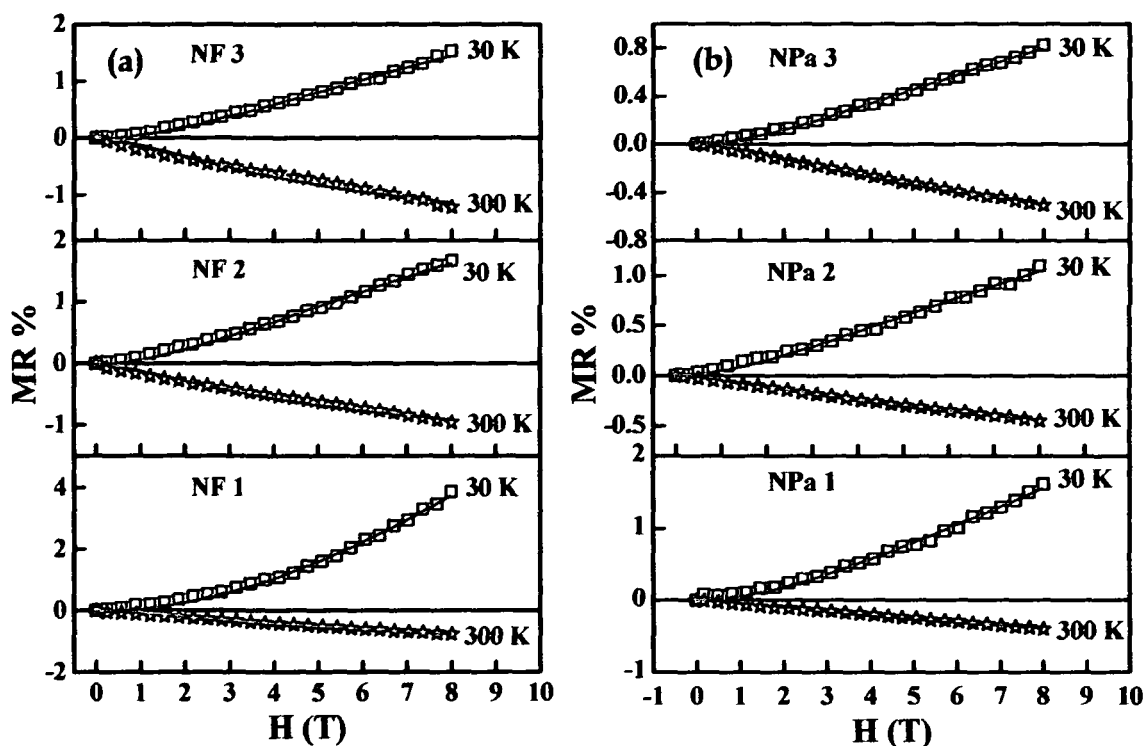 (a)
NF 3
30 K
300 K
2
1
0
-1
NF 2
30 K
300 K
2
1
0
-1
NF 1
30 K
300 K
4
2
0
-2
MR %
0 1 2 3 4 5 6 7 8 9 10
H (T)
(b)
NPa 3
30 K
300 K
0.8
0.4
0.0
-0.4
-0.8
NPa 2
30 K
300 K
1.0
0.5
0.0
-0.5
NPa 1
30 K
300 K
2
1
0
-1
MR %
-1 0 1 2 3 4 5 6 7 8 9 10
H (T)